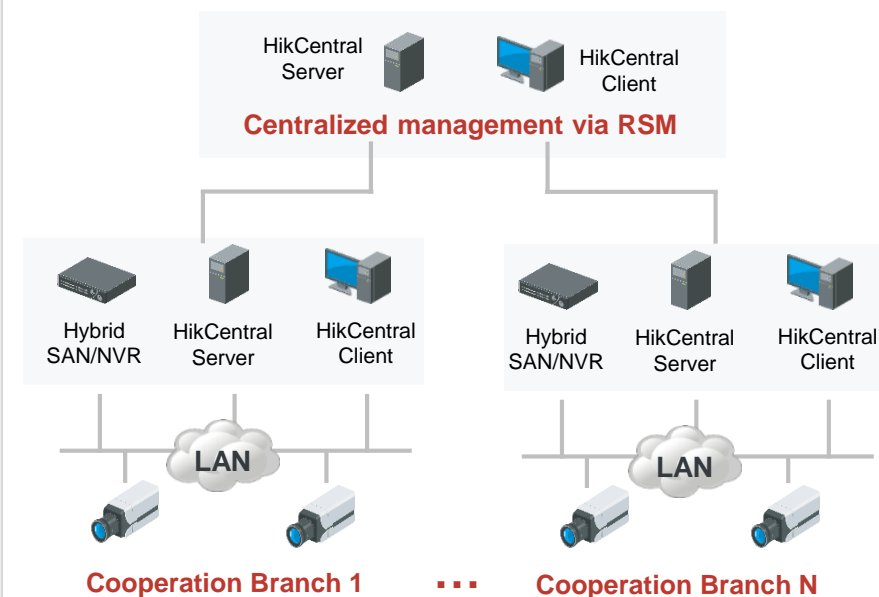 HikCentral
Server
HikCentral
Client
Centralized management via RSM
Hybrid
SAN/NVR
HikCentral
Server
HikCentral
Client
Hybrid
SAN/NVR
HikCentral
Server
HikCentral
Client
LAN
LAN
Cooperation Branch 1
...
Cooperation Branch N